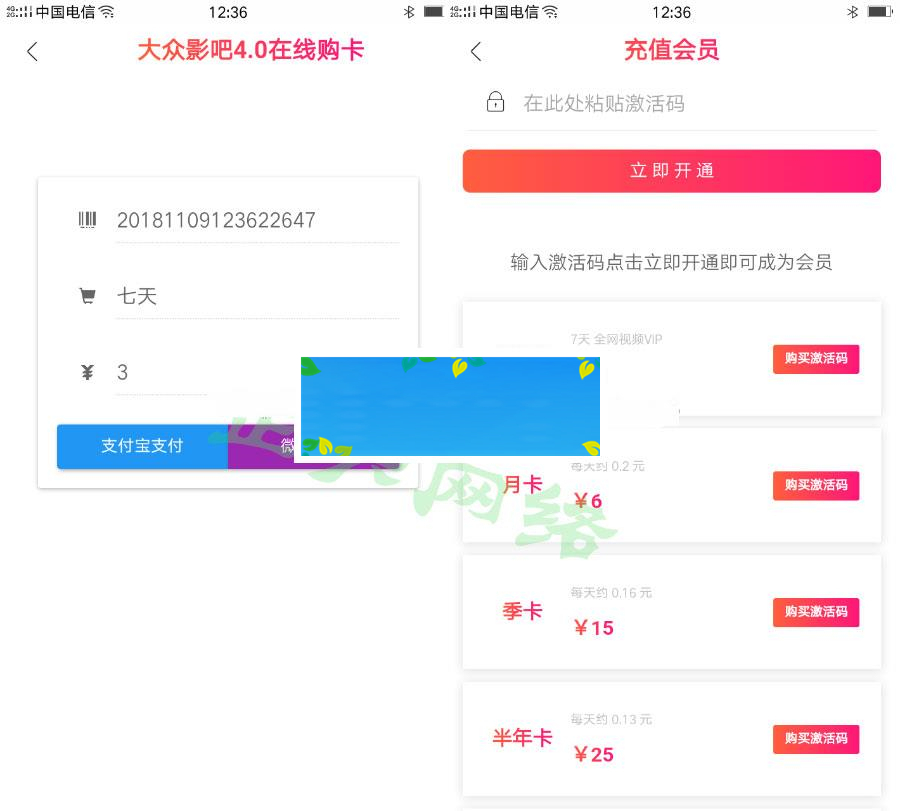 4G 2G 中国电信 12:36
大众影吧4.0在线购卡
20181109123622647
七天
¥ 3
支付宝支付 微
4G 2G 中国电信 12:36
充值会员
在此处粘贴激活码
立即开通
输入激活码点击立即开通即可成为会员
7天 全网视频VIP
购买激活码
每天约 0.2 元
月卡
¥6
购买激活码
每天约 0.16 元
季卡
¥15
购买激活码
每天约 0.13 元
半年卡
¥25
购买激活码
网络